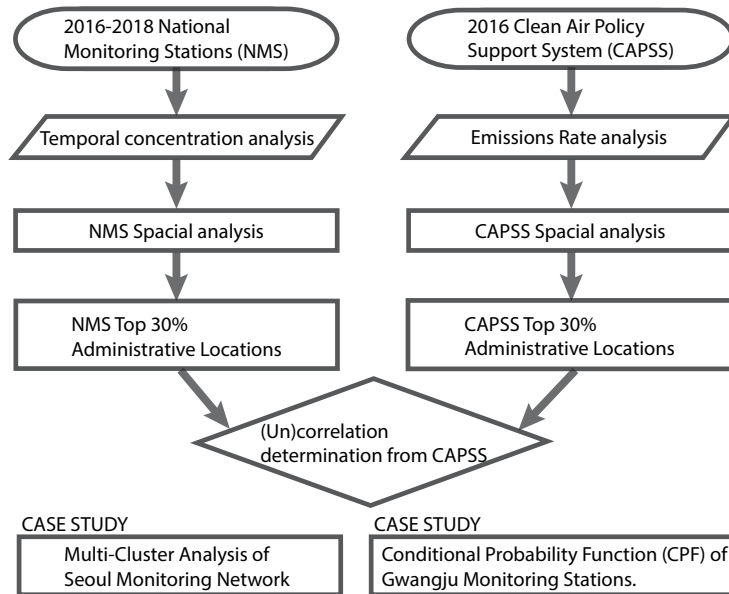 2016-2018 National
Monitoring Stations (NMS)
2016 Clean Air Policy
Support System (CAPSS)
Temporal concentration analysis
Emissions Rate analysis
NMS Spacial analysis
CAPSS Spacial analysis
NMS Top 30%
Administrative Locations
CAPSS Top 30%
Administrative Locations
(Un)correlation
determination from CAPSS
CASE STUDY
Multi-Cluster Analysis of
Seoul Monitoring Network
CASE STUDY
Conditional Probability Function (CPF) of
Gwangju Monitoring Stations.